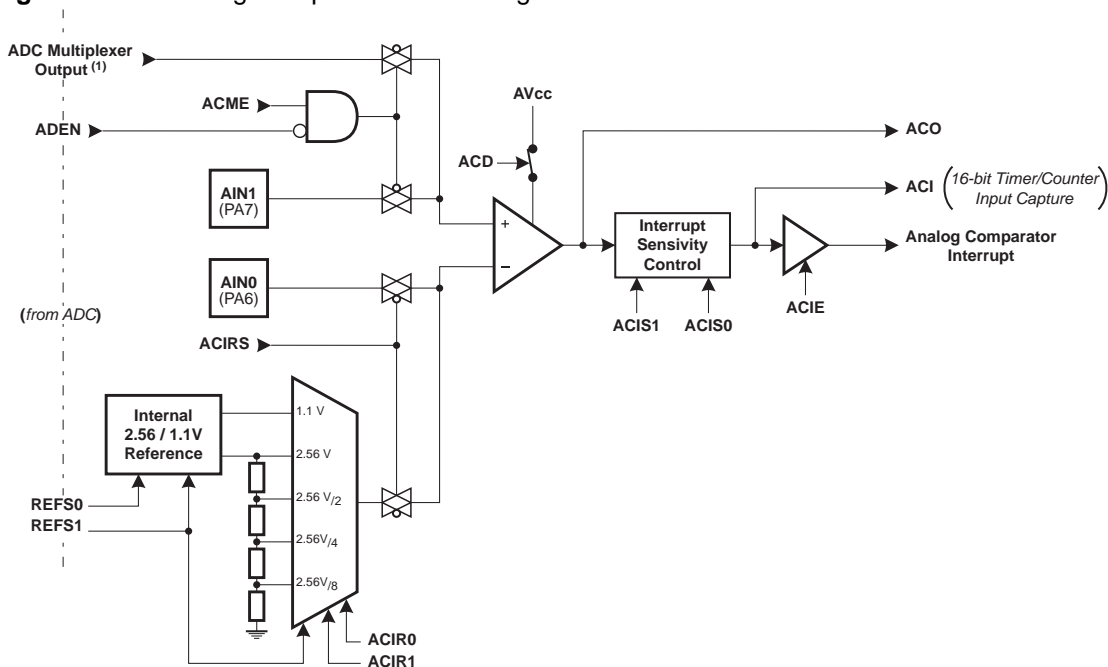 ADC Multiplexer
Output (1)
ACME
ADEN
AIN1
(PA7)
AIN0
(PA6)
(from ADC)
ACIRS
Internal
2.56 / 1.1V
Reference
REFS0
REFS1
1.1 V
2.56 V
2.56 V/2
2.56V/4
2.56V/8
ACIR0
ACIR1
AVcc
ACD
+
–
Interrupt
Sensivity
Control
ACIS1 ACIS0
ACIE
ACO
ACI (16-bit Timer/Counter
Input Capture)
Analog Comparator
Interrupt